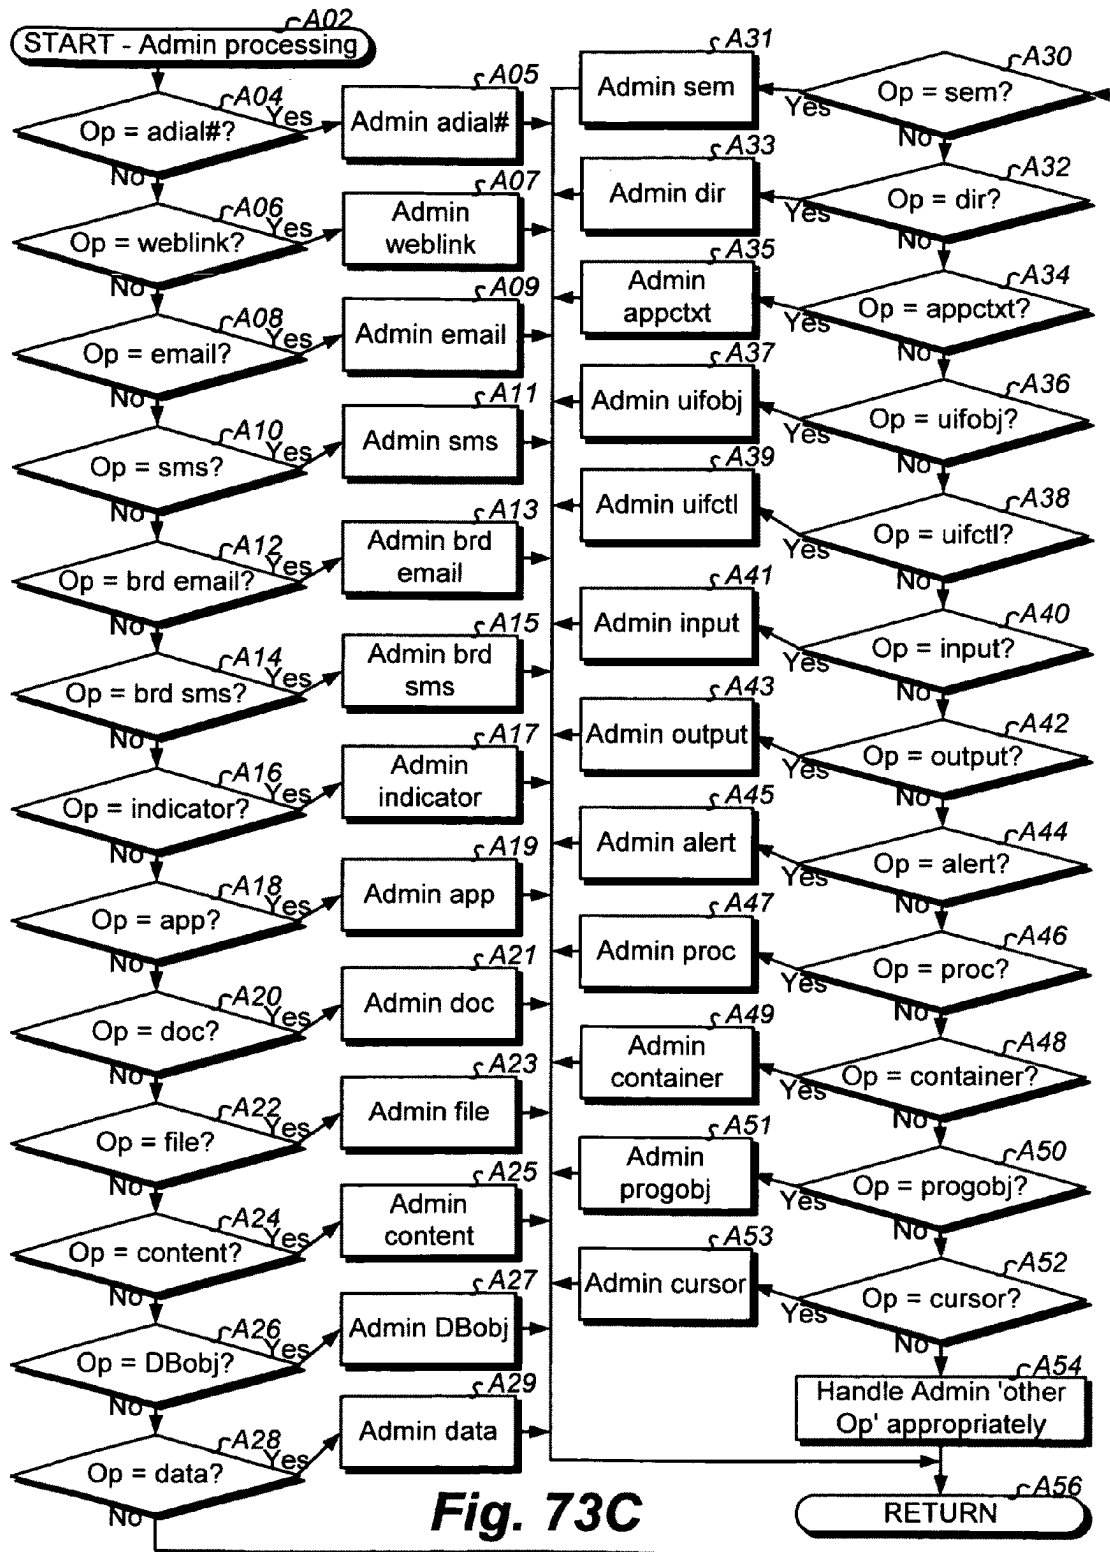 A02
START - Admin processing
A04
Op = adial#?
Yes
No
A05
Admin adial#
A06
Op = weblink?
Yes
No
A07
Admin
weblink
A08
Op = email?
Yes
No
A09
Admin email
A10
Op = sms?
Yes
No
A11
Admin sms
A12
Op = brd email?
Yes
No
A13
Admin brd
email
A14
Op = brd sms?
Yes
No
A15
Admin brd
sms
A16
Op = indicator?
Yes
No
A17
Admin
indicator
A18
Op = app?
Yes
No
A19
Admin app
A20
Op = doc?
Yes
No
A21
Admin doc
A22
Op = file?
Yes
No
A23
Admin file
A24
Op = content?
Yes
No
A25
Admin
content
A26
Op = DBobj?
Yes
No
A27
Admin DBobj
A28
Op = data?
Yes
No
A29
Admin data
A30
Op = sem?
Yes
No
A31
Admin sem
A32
Op = dir?
Yes
No
A33
Admin dir
A34
Op = appctxt?
Yes
No
A35
Admin
appctxt
A36
Op = uifobj?
Yes
No
A37
Admin uifobj
A38
Op = uifctl?
Yes
No
A39
Admin uifctl
A40
Op = input?
Yes
No
A41
Admin input
A42
Op = output?
Yes
No
A43
Admin output
A44
Op = alert?
Yes
No
A45
Admin alert
A46
Op = proc?
Yes
No
A47
Admin proc
A48
Op = container?
Yes
No
A49
Admin
container
A50
Op = progobj?
Yes
No
A51
Admin
progobj
A52
Op = cursor?
Yes
No
A53
Admin cursor
A54
Handle Admin 'other
Op' appropriately
A56
RETURN
Fig. 73C